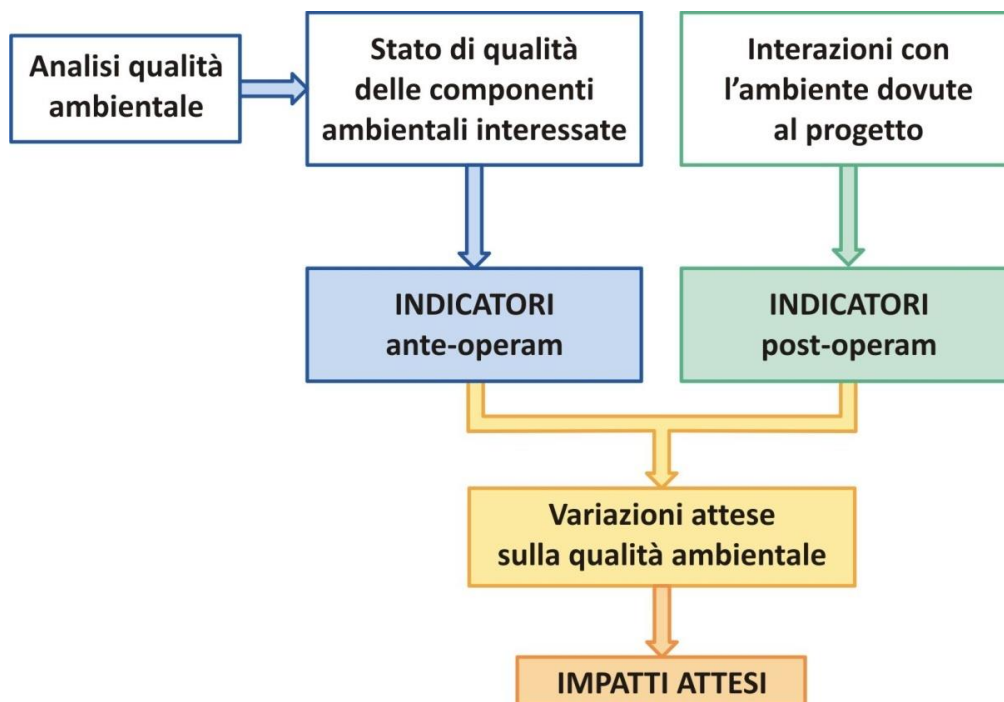 Analisi qualità
ambientale
Stato di qualità
delle componenti
ambientali interessate
Interazioni con
l’ambiente dovute
al progetto
INDICATORI
ante-operam
INDICATORI
post-operam
Variazioni attese
sulla qualità ambientale
IMPATTI ATTESI